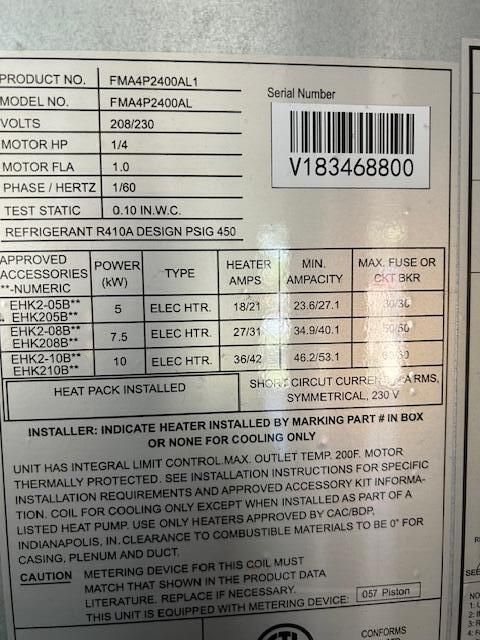 PRODUCT NO. FMA4P2400AL1
MODEL NO. FMA4P2400AL
VOLTS 208/230
MOTOR HP 1/4
MOTOR FLA 1.0
PHASE / HERTZ 1/60
TEST STATIC 0.10 IN.W.C.
REFRIGERANT R410A DESIGN PSIG 450
Serial Number
V183468800
APPROVED ACCESSORIES **-NUMERIC POWER (kW) TYPE HEATER AMPS MIN. AMPACITY MAX. FUSE OR CKT BKR
EHK2-05B** EHK205B** 5 ELEC HTR. 18/21 23.6/27.1 30/30
EHK2-08B** EHK208B** 7.5 ELEC HTR. 27/31 34.9/40.1
EHK2-10B** EHK210B** 10 ELEC HTR. 36/42 46.2/53.1
HEAT PACK INSTALLED
SHORT CIRCUT CURRENT RMS,
SYMMETRICAL, 230 V
INSTALLER: INDICATE HEATER INSTALLED BY MARKING PART # IN BOX
OR NONE FOR COOLING ONLY
UNIT HAS INTEGRAL LIMIT CONTROL.MAX. OUTLET TEMP. 200F. MOTOR
THERMALLY PROTECTED. SEE INSTALLATION INSTRUCTIONS FOR SPECIFIC
INSTALLATION REQUIREMENTS AND APPROVED ACCESSORY KIT INFORMA-
TION. COIL FOR COOLING ONLY EXCEPT WHEN INSTALLED AS PART OF A
LISTED HEAT PUMP. USE ONLY HEATERS APPROVED BY CAC/BDP,
INDIANAPOLIS, IN.CLEARANCE TO COMBUSTIBLE MATERIALS TO BE 0" FOR
CASING, PLENUM AND DUCT.
CAUTION METERING DEVICE FOR THIS COIL MUST
MATCH THAT SHOWN IN THE PRODUCT DATA
LITERATURE. REPLACE IF NECESSARY.
THIS UNIT IS EQUIPPED WITH METERING DEVICE: 057 Piston
CONFORMS